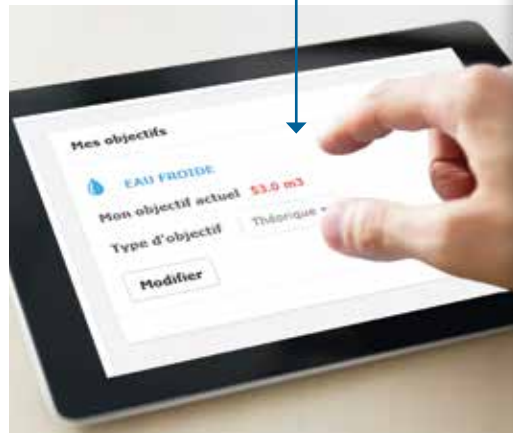 Mes objectifs
EAU FROIDE
Mon objectif actuel 53.0 m3
Type d'objectif Théorique
Modifier